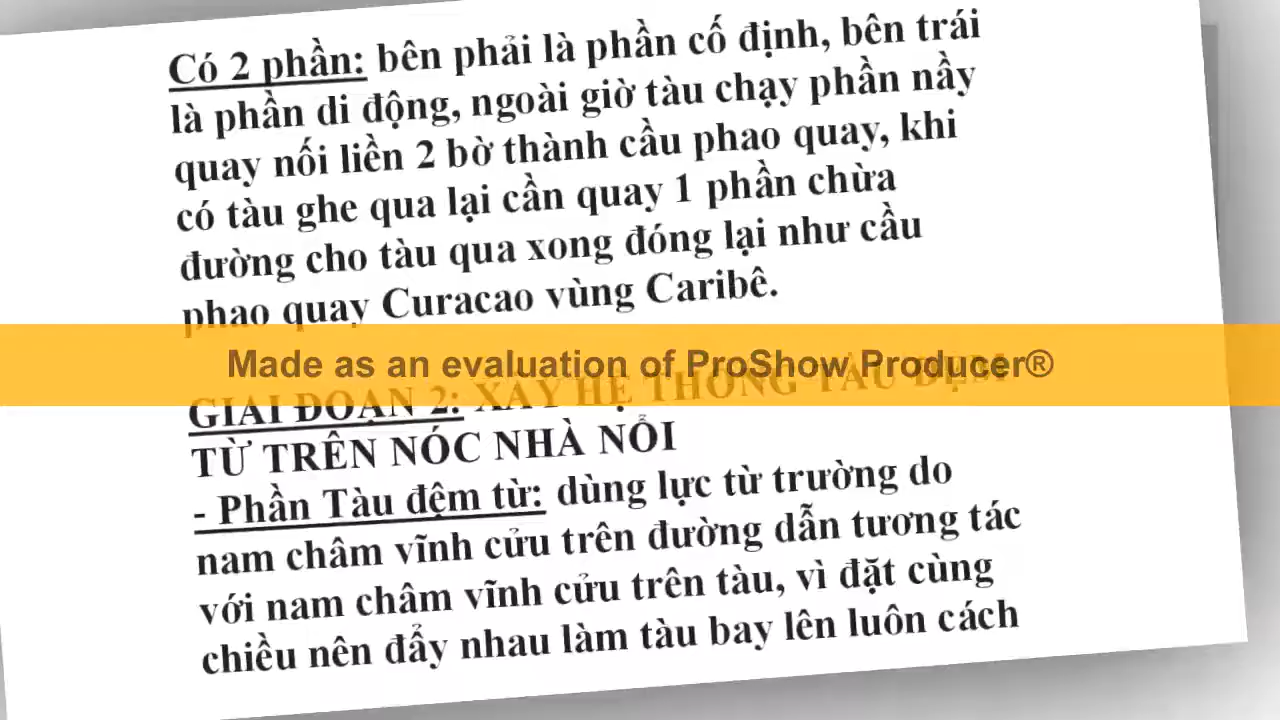 Có 2 phần: bên phải là phần cố định, bên trái
là phần di động, ngoài giờ tàu chạy phần nầy
quay nối liền 2 bờ thành cầu phao quay, khi
có tàu ghe qua lại cần quay 1 phần chừa
đường cho tàu qua xong đóng lại như cầu
phao quay Curacao vùng Caribê.
Made as an evaluation of ProShow Producer®
GIAI ĐOẠN 2: XÂY HỆ THỐNG TÀU ĐỆM
TỪ TRÊN NÓC NHÀ NỔI
- Phần Tàu đệm từ: dùng lực từ trường do
nam châm vĩnh cửu trên đường dẫn tương tác
với nam châm vĩnh cửu trên tàu, vì đặt cùng
chiều nên đẩy nhau làm tàu bay lên luôn cách